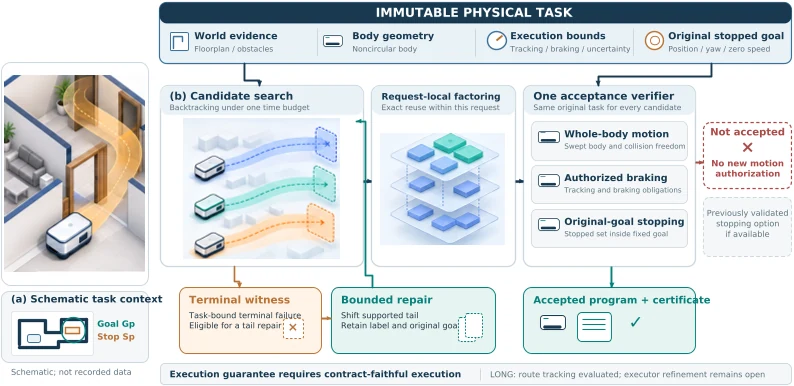 IMMUTABLE PHYSICAL TASK
World evidence
Floorplan / obstacles
Body geometry
Noncircular body
Execution bounds
Tracking / braking / uncertainty
Original stopped goal
Position / yaw / zero speed
(b) Candidate search
Backtracking under one time budget
Request-local factoring
Exact reuse within this request
One acceptance verifier
Same original task for every candidate
Whole-body motion
Swept body and collision freedom
Authorized braking
Tracking and braking obligations
Original-goal stopping
Stopped set inside fixed goal
Not accepted
×
No new motion
authorization
Previously validated
stopping option
if available
(a) Schematic task context
Goal Gp
Stop Sp
Schematic; not recorded data
Terminal witness
Task-bound terminal failure
Eligible for a tail repair
Bounded repair
Shift supported tail
Retain label and original goal
Accepted program + certificate
Execution guarantee requires contract-faithful execution
LONG: route tracking evaluated; executor refinement remains open